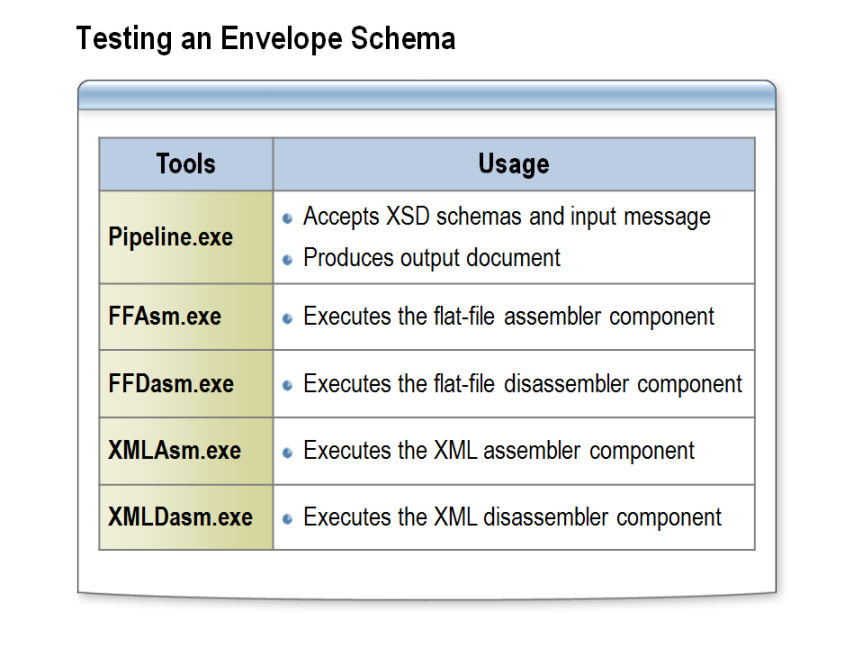 Testing an Envelope Schema
Tools
Usage
Pipeline.exe
Accepts XSD schemas and input message
Produces output document
FFAsm.exe
Executes the flat-file assembler component
FFDasm.exe
Executes the flat-file disassembler component
XMLAsm.exe
Executes the XML assembler component
XMLDasm.exe
Executes the XML disassembler component